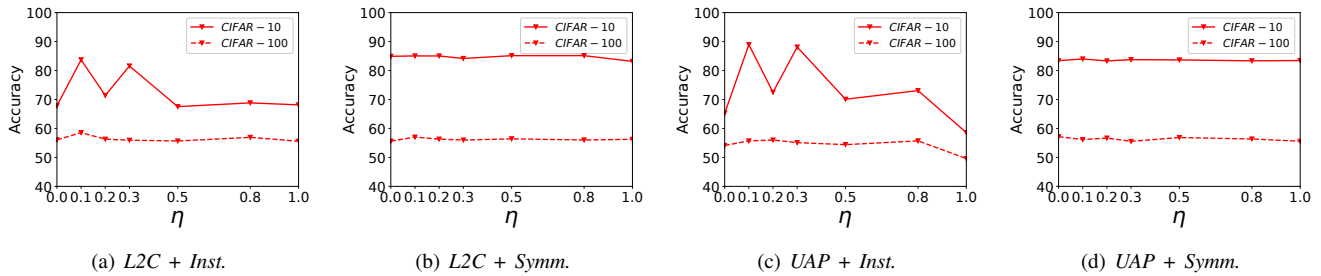 100
90
80
70
60
50
40
Accuracy
CIFAR − 10
CIFAR − 100
0.0 0.1 0.2 0.3 0.5 0.8 1.0
η
(a) L2C + Inst.
100
90
80
70
60
50
40
Accuracy
CIFAR − 10
CIFAR − 100
0.0 0.1 0.2 0.3 0.5 0.8 1.0
η
(b) L2C + Symm.
100
90
80
70
60
50
40
Accuracy
CIFAR − 10
CIFAR − 100
0.0 0.1 0.2 0.3 0.5 0.8 1.0
η
(c) UAP + Inst.
100
90
80
70
60
50
40
Accuracy
CIFAR − 10
CIFAR − 100
0.0 0.1 0.2 0.3 0.5 0.8 1.0
η
(d) UAP + Symm.